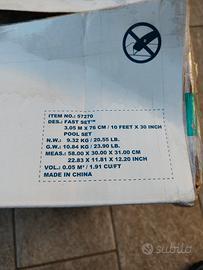 ITEM NO.: 57270
DES.: FAST SET™
3.05 M X 76 CM / 10 FEET X 30 INCH
POOL SET
N.W.: 9.32 KG / 20.55 LB.
G.W.: 10.84 KG / 23.90 LB.
MEAS.: 58.00 X 30.00 X 31.00 CM
22.83 X 11.81 X 12.20 INCH
VOL.: 0.05 M³ / 1.91 CU/FT
MADE IN CHINA
subito